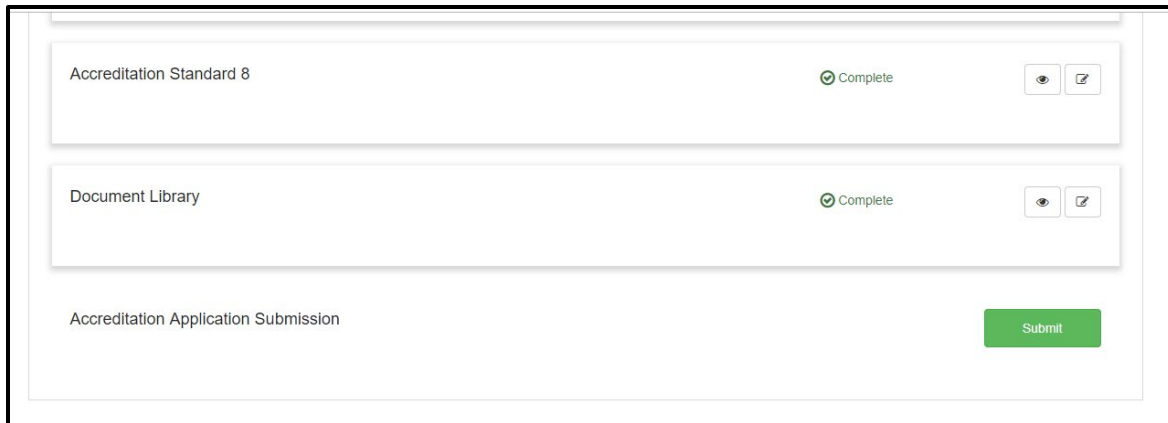 Accreditation Standard 8
Complete
Document Library
Complete
Accreditation Application Submission
Submit